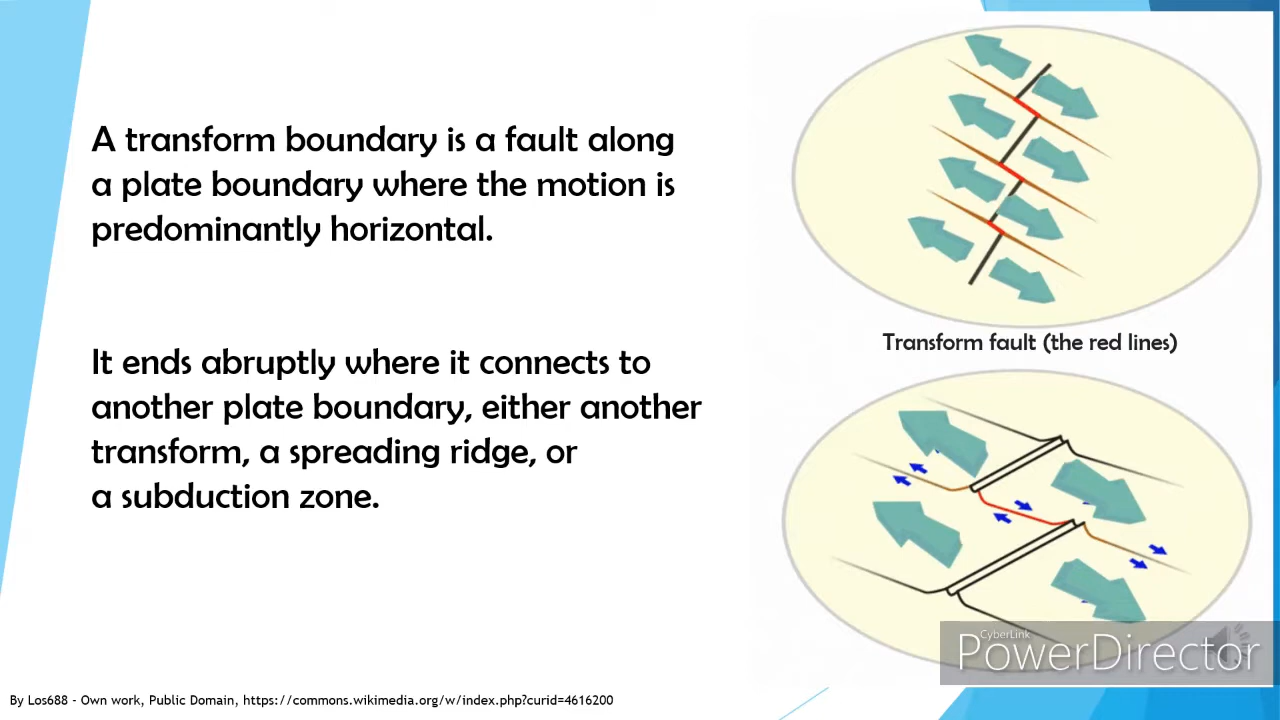 A transform boundary is a fault along
a plate boundary where the motion is
predominantly horizontal.
It ends abruptly where it connects to
another plate boundary, either another
transform, a spreading ridge, or
a subduction zone.
Transform fault (the red lines)
CyberLink
PowerDirector
By Los688 - Own work, Public Domain, https://commons.wikimedia.org/w/index.php?curid=4616200